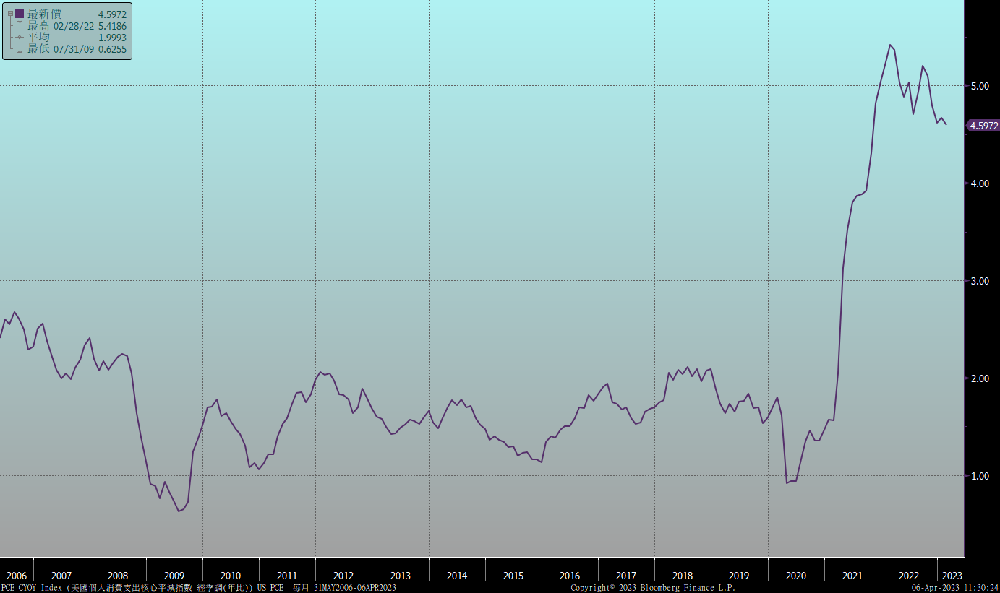 最新價 4.5972
最高 02/28/22 5.4186
平均 1.9993
最低 07/31/09 0.6255
5.00
4.5972
4.00
3.00
2.00
1.00
2006 2007 2008 2009 2010 2011 2012 2013 2014 2015 2016 2017 2018 2019 2020 2021 2022 2023
PCE CYOY Index (美國個人消費支出核心平減指數 經季調(年比)) US PCE 每月 31MAY2006-06APR2023 Copyright© 2023 Bloomberg Finance L.P. 06-Apr-2023 11:30:24